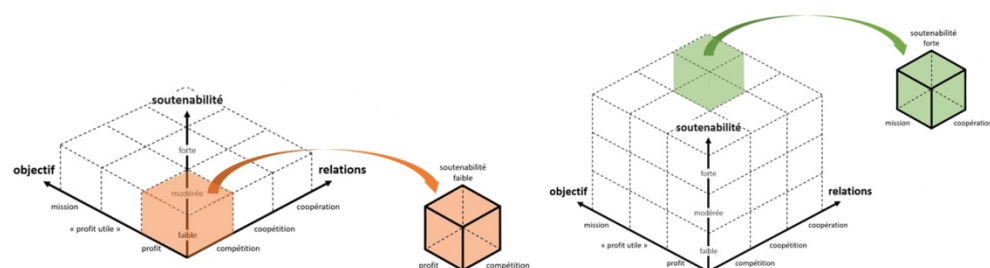 soutenabilité
forte
modérée
faible
objectif
mission
« profit utile »
profit
relations
coopération
coopétition
compétition
soutenabilité
faible
profit
compétition
soutenabilité
forte
modérée
faible
objectif
mission
« profit utile »
profit
relations
coopération
coopétition
compétition
soutenabilité
forte
mission
coopération